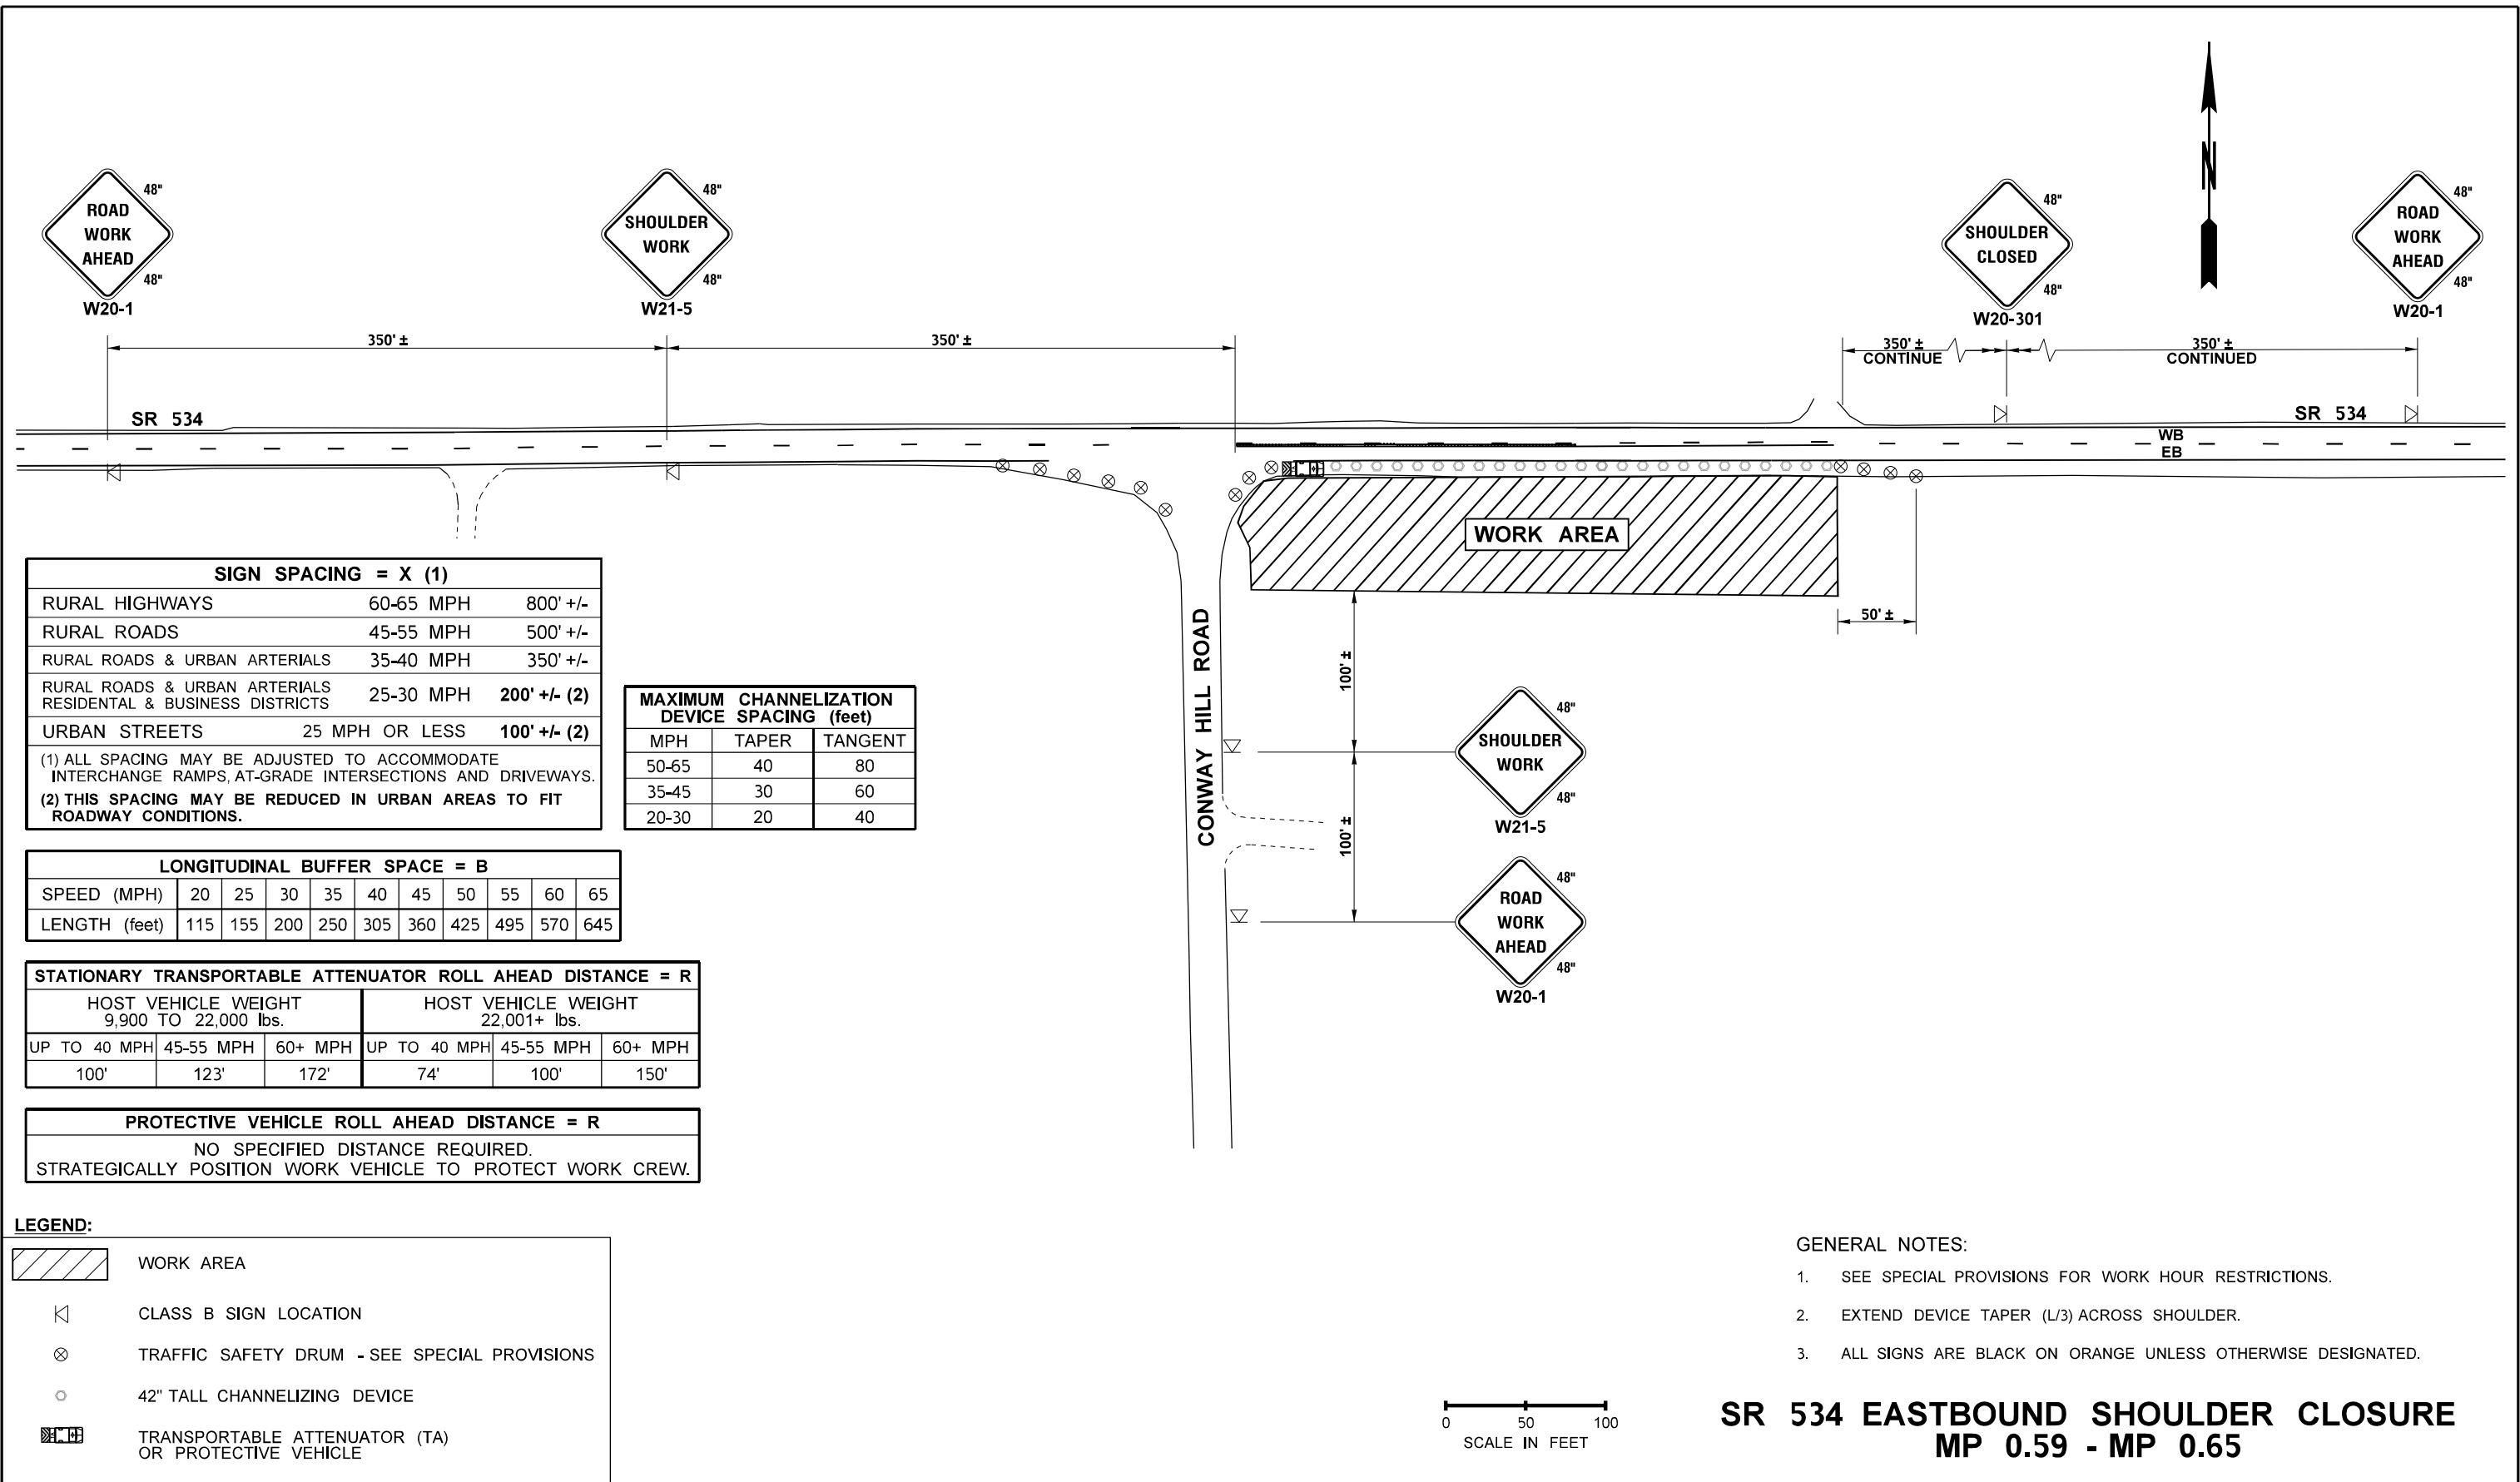 48"
ROAD
WORK
AHEAD
48"
W20-1
48"
SHOULDER
WORK
48"
W21-5
48"
SHOULDER
CLOSED
48"
W20-301
N
48"
ROAD
WORK
AHEAD
48"
W20-1
350' ±
350' ±
350' ±
CONTINUE
350' ±
CONTINUED
SR 534
SR 534
WB
EB
WORK AREA
50' ±
CONWAY HILL ROAD
100' ±
100' ±
48"
SHOULDER
WORK
48"
W21-5
48"
ROAD
WORK
AHEAD
48"
W20-1
SIGN SPACING = X (1)
RURAL HIGHWAYS 60-65 MPH 800' +/-
RURAL ROADS 45-55 MPH 500' +/-
RURAL ROADS & URBAN ARTERIALS 35-40 MPH 350' +/-
RURAL ROADS & URBAN ARTERIALS
RESIDENTAL & BUSINESS DISTRICTS 25-30 MPH 200' +/- (2)
URBAN STREETS 25 MPH OR LESS 100' +/- (2)
(1) ALL SPACING MAY BE ADJUSTED TO ACCOMMODATE
INTERCHANGE RAMPS, AT-GRADE INTERSECTIONS AND DRIVEWAYS.
(2) THIS SPACING MAY BE REDUCED IN URBAN AREAS TO FIT
ROADWAY CONDITIONS.
MAXIMUM CHANNELIZATION
DEVICE SPACING (feet)
MPH TAPER TANGENT
50-65 40 80
35-45 30 60
20-30 20 40
LONGITUDINAL BUFFER SPACE = B
SPEED (MPH) 20 25 30 35 40 45 50 55 60 65
LENGTH (feet) 115 155 200 250 305 360 425 495 570 645
STATIONARY TRANSPORTABLE ATTENUATOR ROLL AHEAD DISTANCE = R
HOST VEHICLE WEIGHT
9,900 TO 22,000 lbs.
HOST VEHICLE WEIGHT
22,001+ lbs.
UP TO 40 MPH 45-55 MPH 60+ MPH UP TO 40 MPH 45-55 MPH 60+ MPH
100' 123' 172' 74' 100' 150'
PROTECTIVE VEHICLE ROLL AHEAD DISTANCE = R
NO SPECIFIED DISTANCE REQUIRED.
STRATEGICALLY POSITION WORK VEHICLE TO PROTECT WORK CREW.
LEGEND:
WORK AREA
CLASS B SIGN LOCATION
TRAFFIC SAFETY DRUM - SEE SPECIAL PROVISIONS
42" TALL CHANNELIZING DEVICE
TRANSPORTABLE ATTENUATOR (TA)
OR PROTECTIVE VEHICLE
0 50 100
SCALE IN FEET
GENERAL NOTES:
1. SEE SPECIAL PROVISIONS FOR WORK HOUR RESTRICTIONS.
2. EXTEND DEVICE TAPER (L/3) ACROSS SHOULDER.
3. ALL SIGNS ARE BLACK ON ORANGE UNLESS OTHERWISE DESIGNATED.
SR 534 EASTBOUND SHOULDER CLOSURE
MP 0.59 - MP 0.65